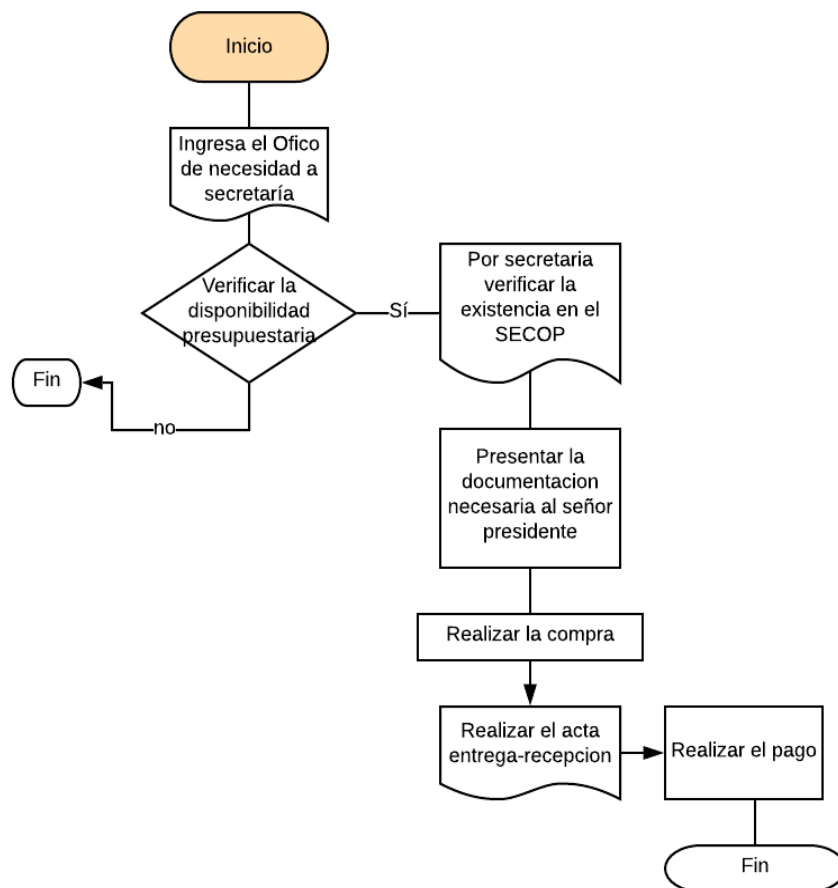 Inicio
Ingresa el Ofico
de necesidad a
secretaría
Verificar la
disponibilidad
presupuestaria
Sí
Por secretaria
verificar la
existencia en el
SECOP
Fin
no
Presentar la
documentacion
necesaria al señor
presidente
Realizar la compra
Realizar el acta
entrega-recepcion
Realizar el pago
Fin